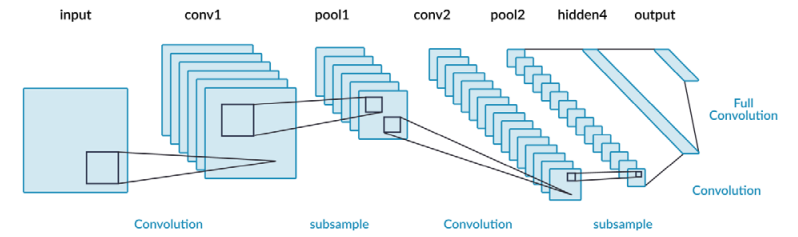 input conv1 pool1 conv2 pool2 hidden4 output
Full
Convolution
Convolution
Convolution subsample Convolution subsample